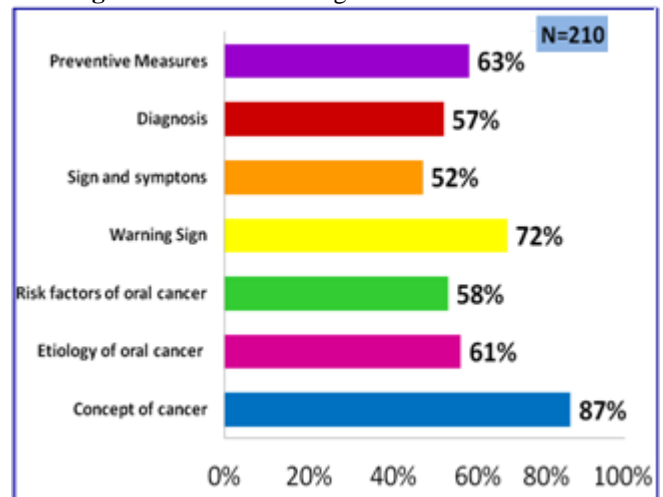 N=210
Preventive Measures 63%
Diagnosis 57%
Sign and symptons 52%
Warning Sign 72%
Risk factors of oral cancer 58%
Etiology of oral cancer 61%
Concept of cancer 87%
0% 20% 40% 60% 80% 100%